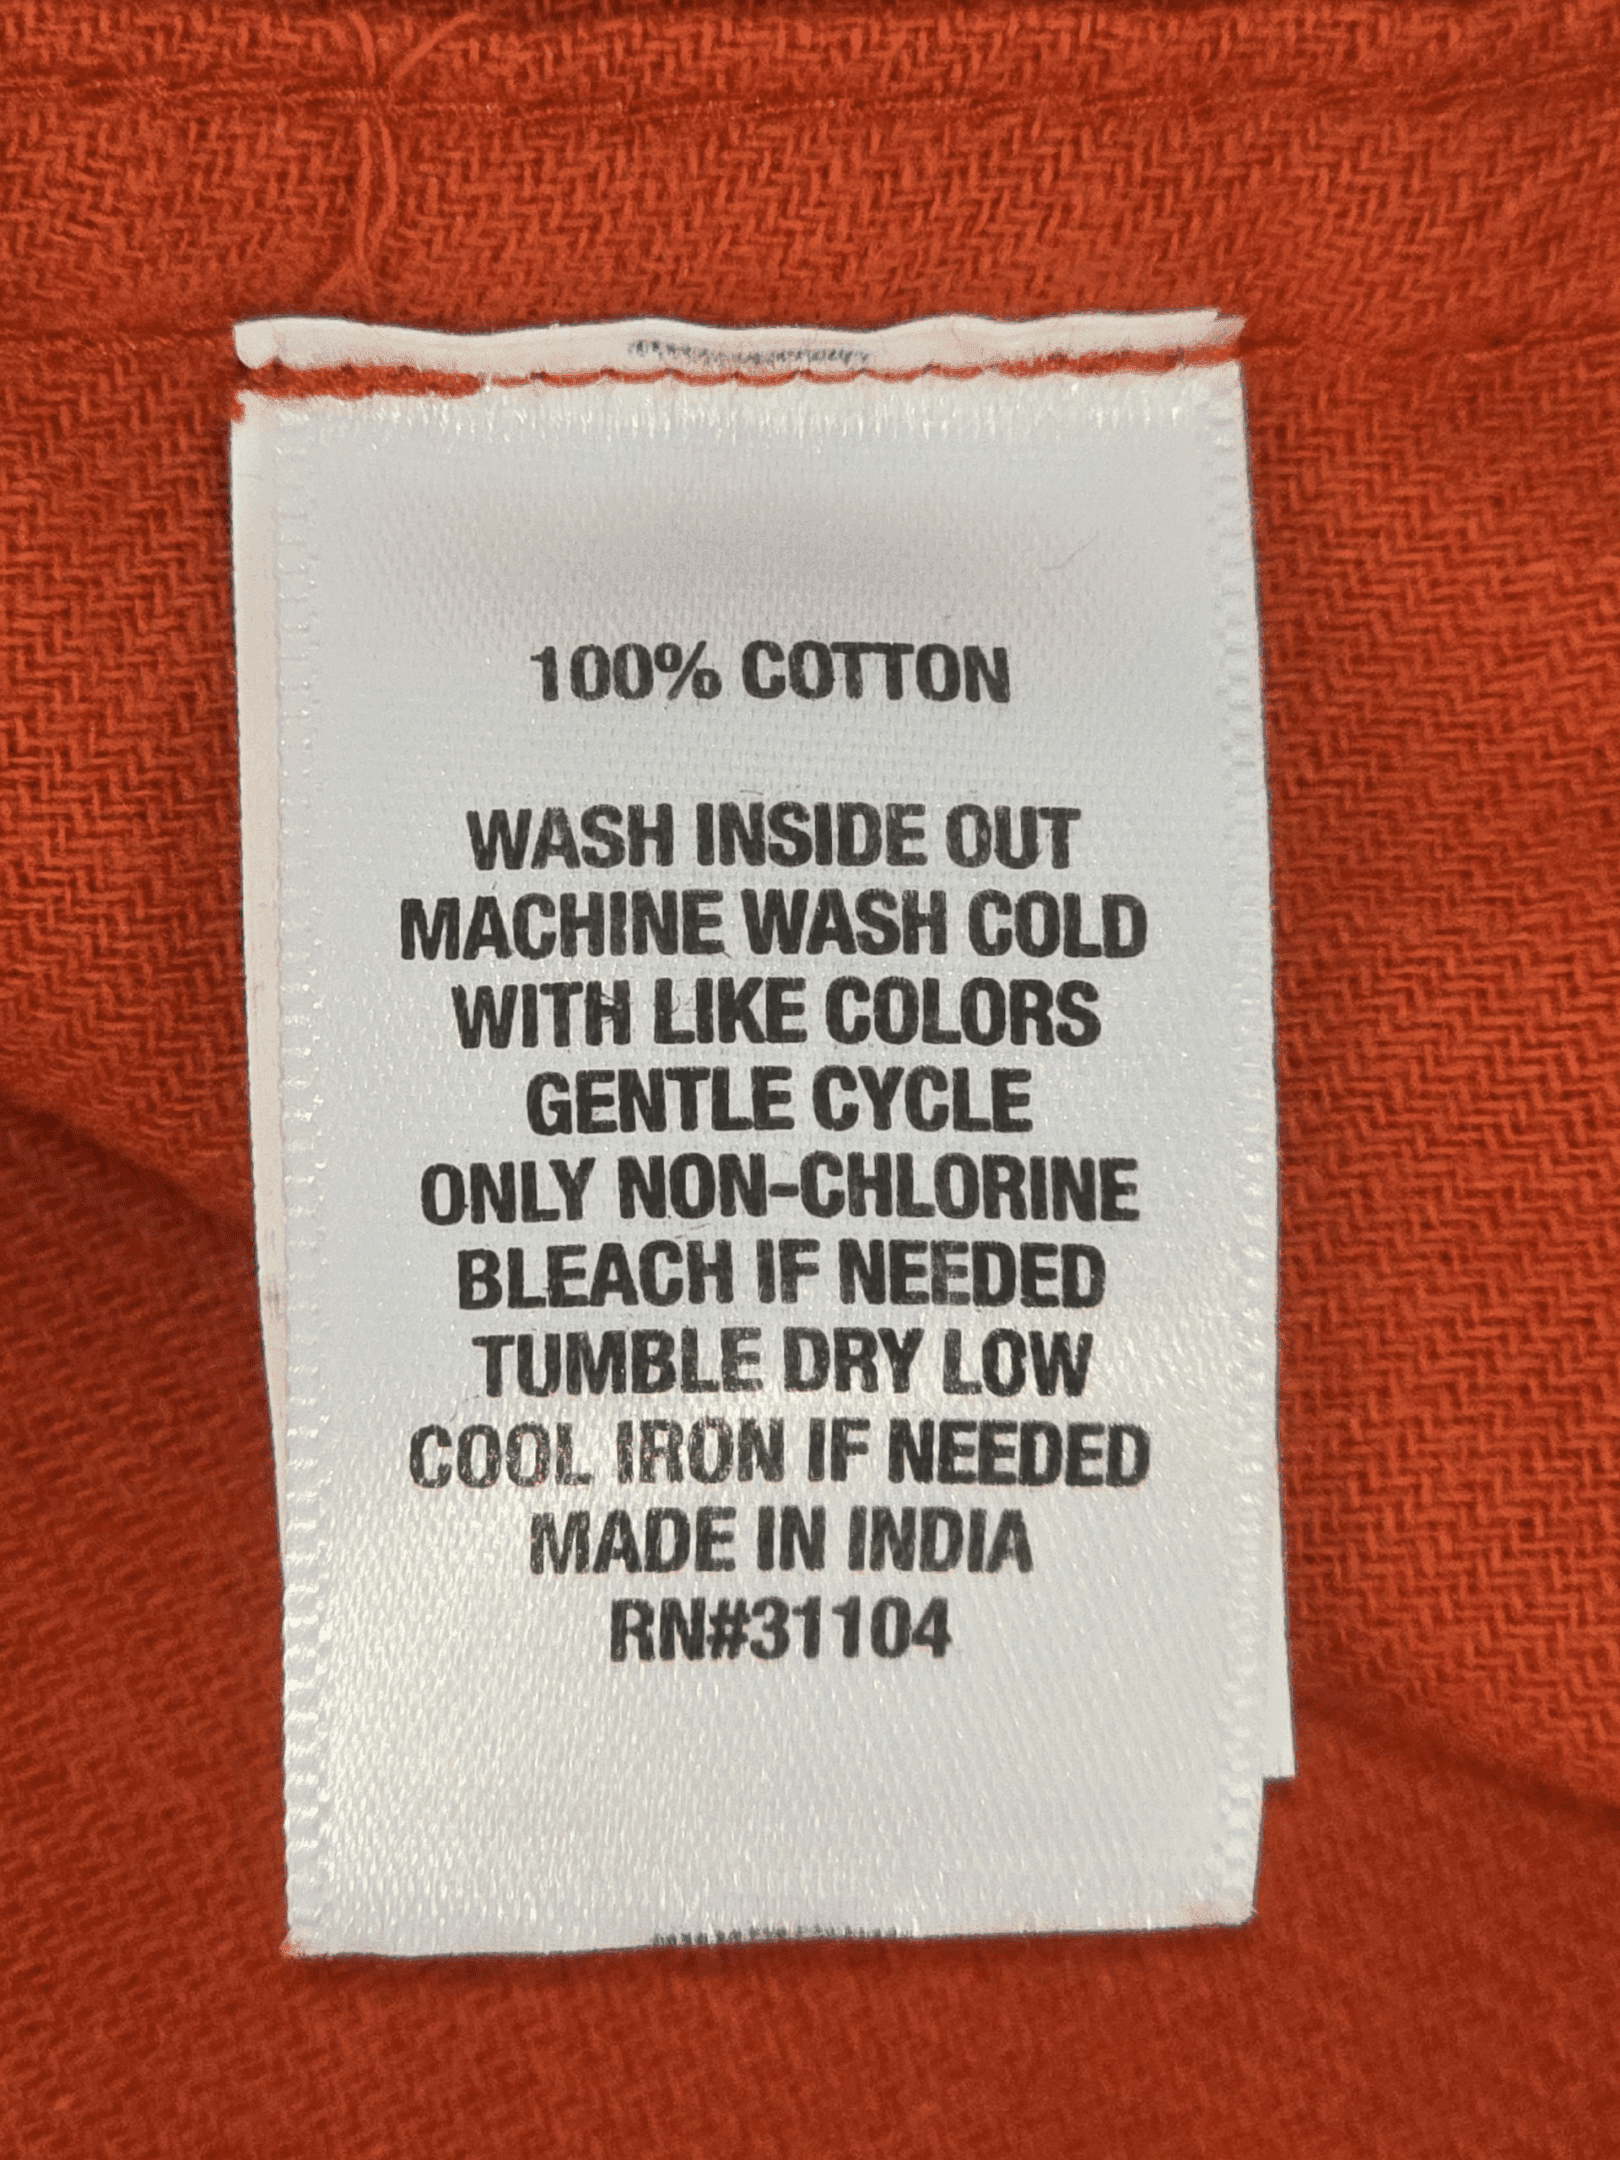 100% COTTON
WASH INSIDE OUT
MACHINE WASH COLD
WITH LIKE COLORS
GENTLE CYCLE
ONLY NON-CHLORINE
BLEACH IF NEEDED
TUMBLE DRY LOW
COOL IRON IF NEEDED
MADE IN INDIA
RN#31104